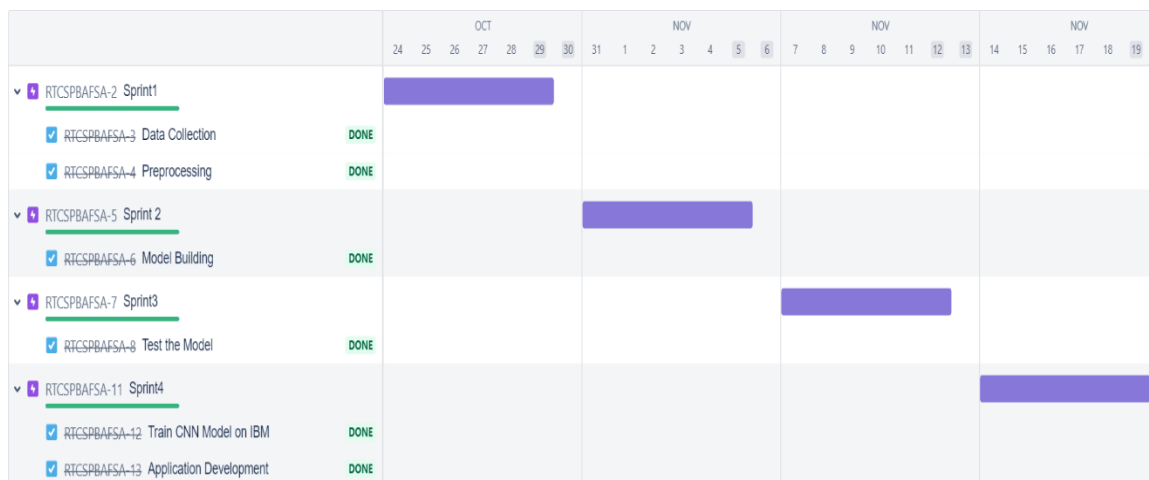 OCT NOV NOV NOV
24 25 26 27 28 29 30 31 1 2 3 4 5 6 7 8 9 10 11 12 13 14 15 16 17 18 19
RTCSPBAFSA-2 Sprint1
RTCSPBAFSA-3 Data Collection DONE
RTCSPBAFSA-4 Preprocessing DONE
RTCSPBAFSA-5 Sprint 2
RTCSPBAFSA-6 Model Building DONE
RTCSPBAFSA-7 Sprint3
RTCSPBAFSA-8 Test the Model DONE
RTCSPBAFSA-11 Sprint4
RTCSPBAFSA-12 Train CNN Model on IBM DONE
RTCSPBAFSA-13 Application Development DONE